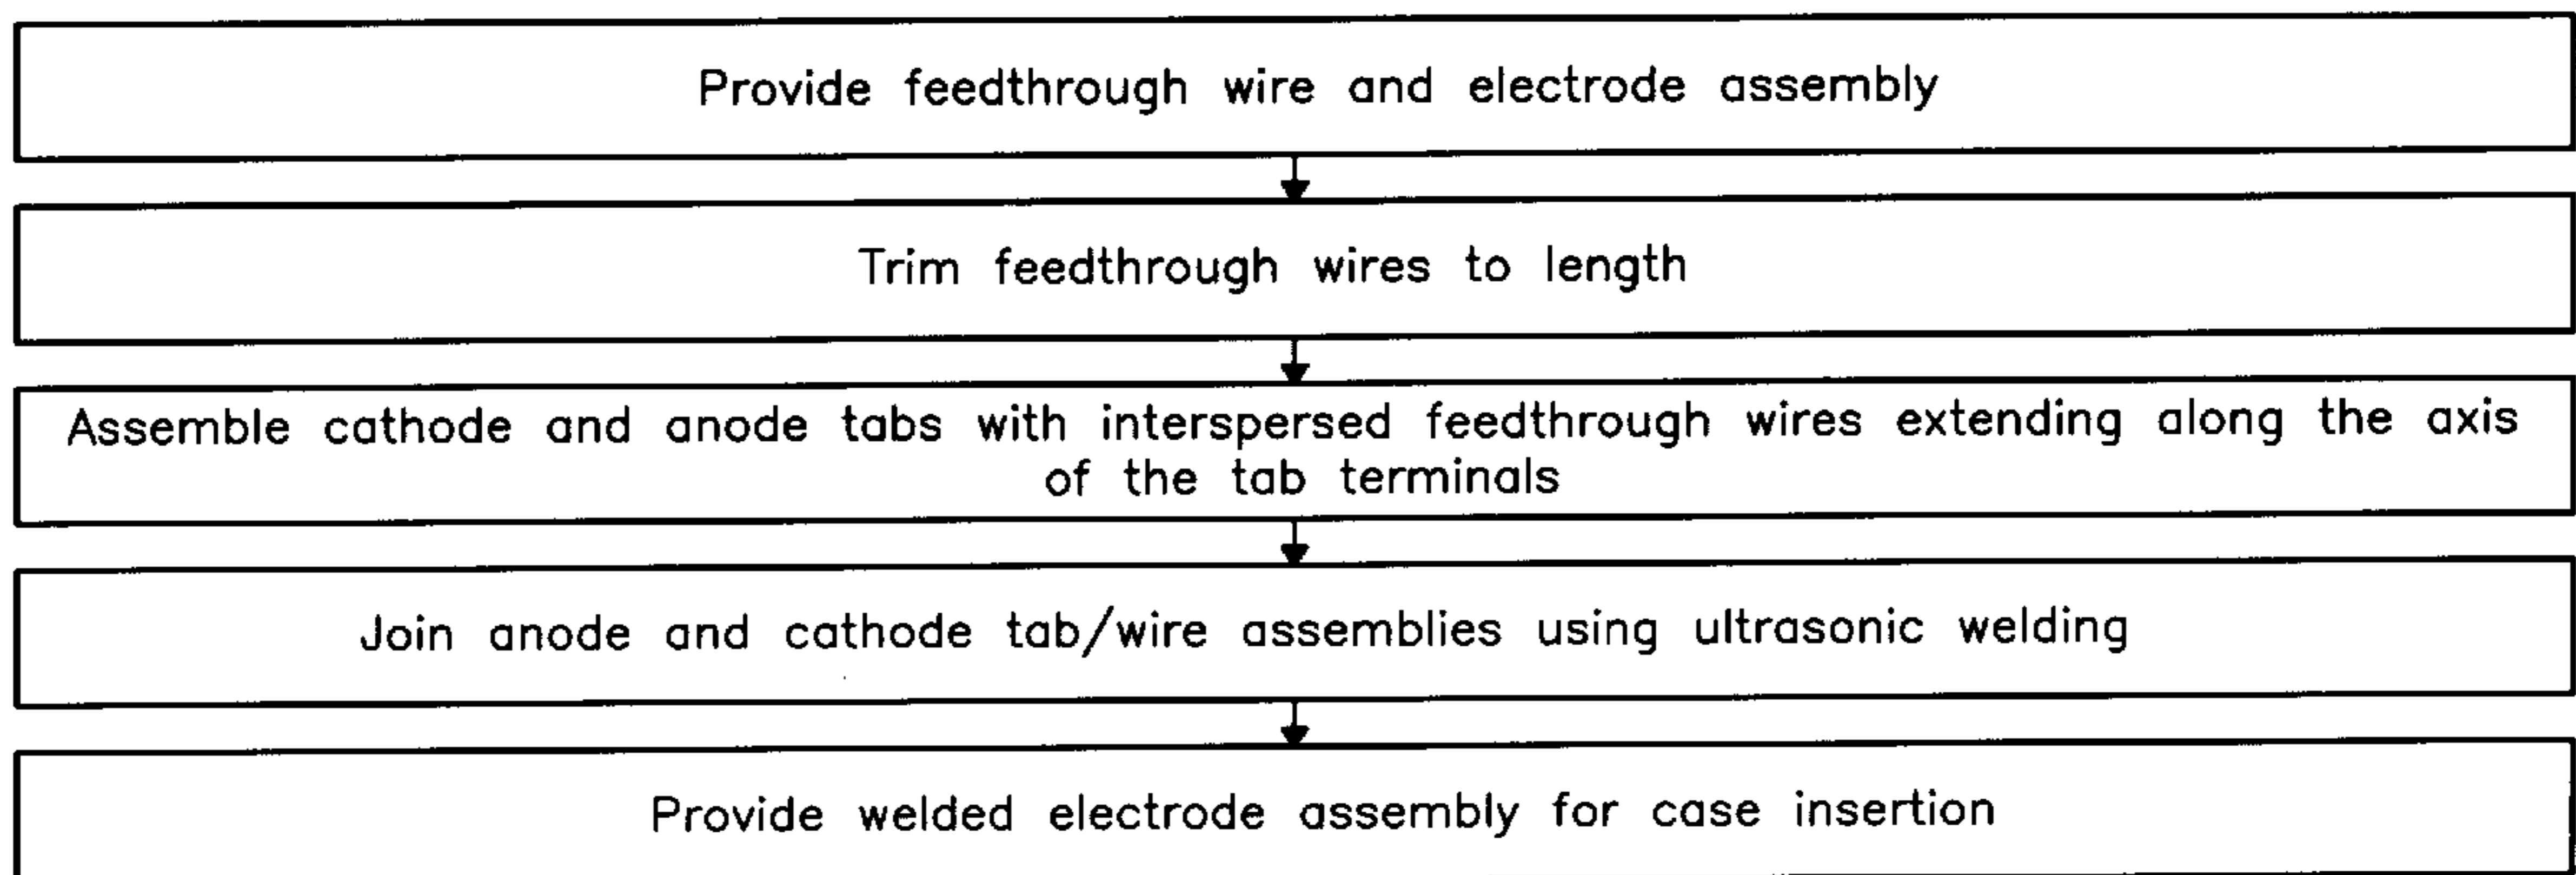 Provide feedthrough wire and electrode assembly
Trim feedthrough wires to length
Assemble cathode and anode tabs with interspersed feedthrough wires extending along the axis
of the tab terminals
Join anode and cathode tab/wire assemblies using ultrasonic welding
Provide welded electrode assembly for case insertion